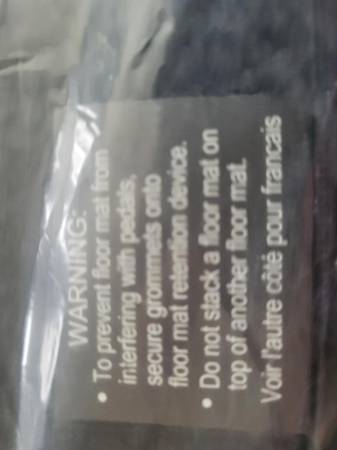 WARNING:
• To prevent floor mat from
interfering with pedals,
secure grommets onto
floor mat retention device.
• Do not stack a floor mat on
top of another floor mat.
Voir l'autre côté pour francais